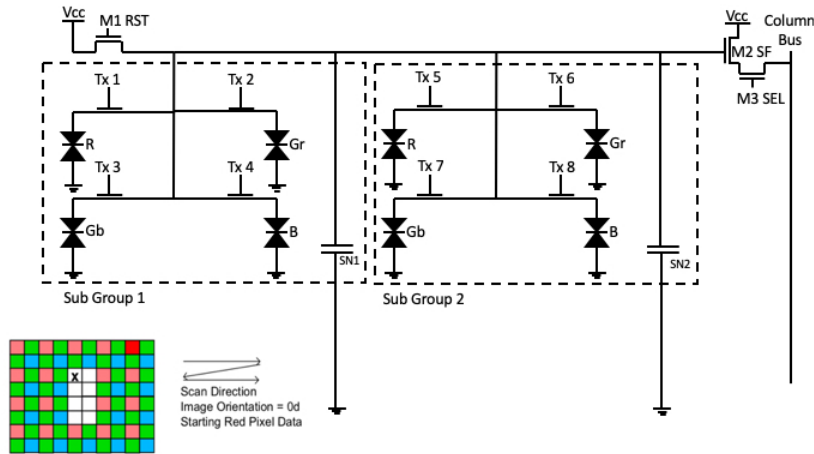 Vcc
M1 RST
Vcc
Column
Bus
M2 SF
M3 SEL
Tx 1
Tx 2
R
Gr
Tx 3
Tx 4
Gb
B
SN1
Sub Group 1
Tx 5
Tx 6
R
Gr
Tx 7
Tx 8
Gb
B
SN2
Sub Group 2
X
Scan Direction
Image Orientation = 0d
Starting Red Pixel Data